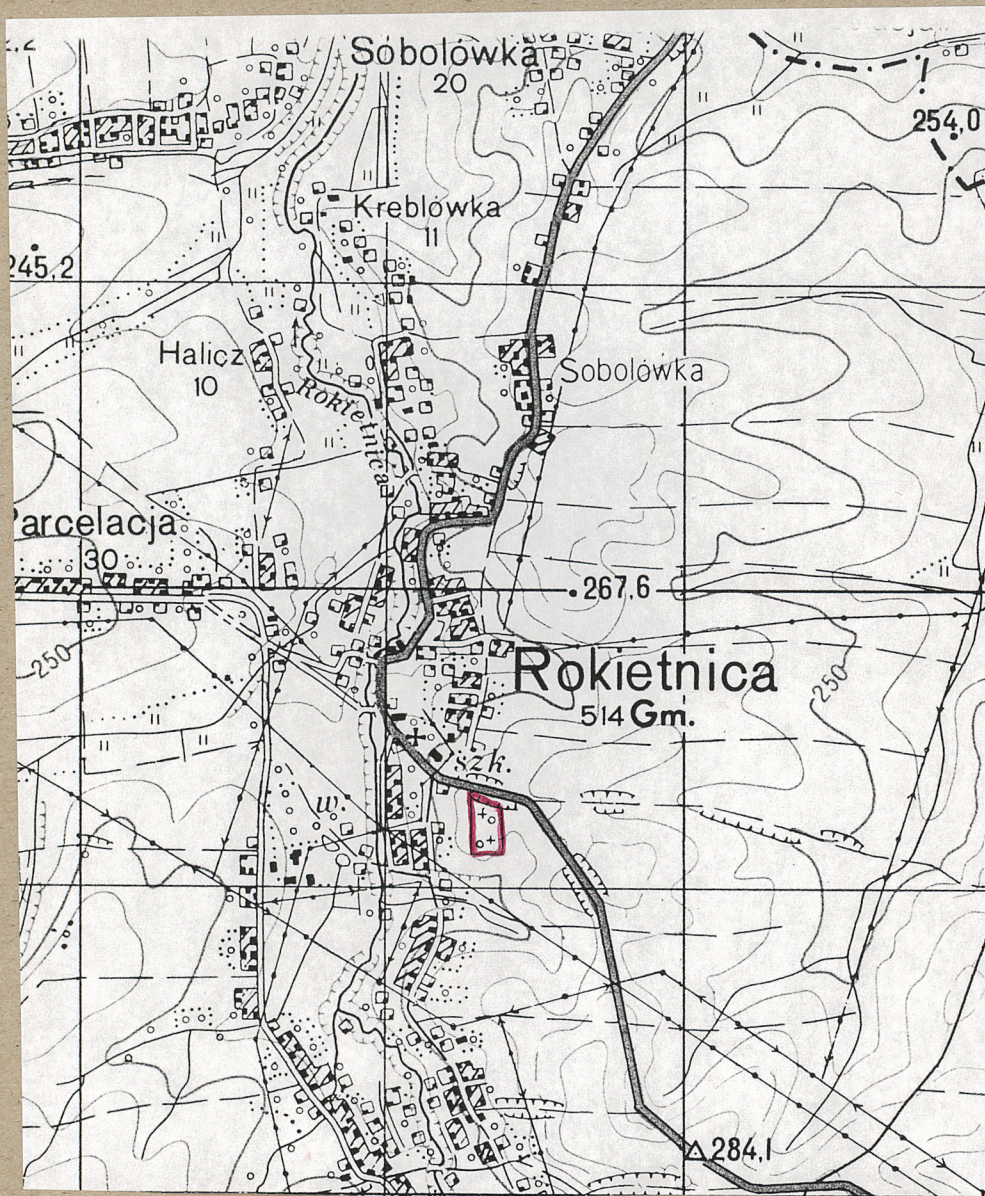 Sobolówka
20
254,0
Kreblówka
11
245,2
Halicz
10
Rokietnica
Sobolówka
Parcelacja
30
267,6
250
Rokietnica
514 Gm.
250
szk.
w.
284,1